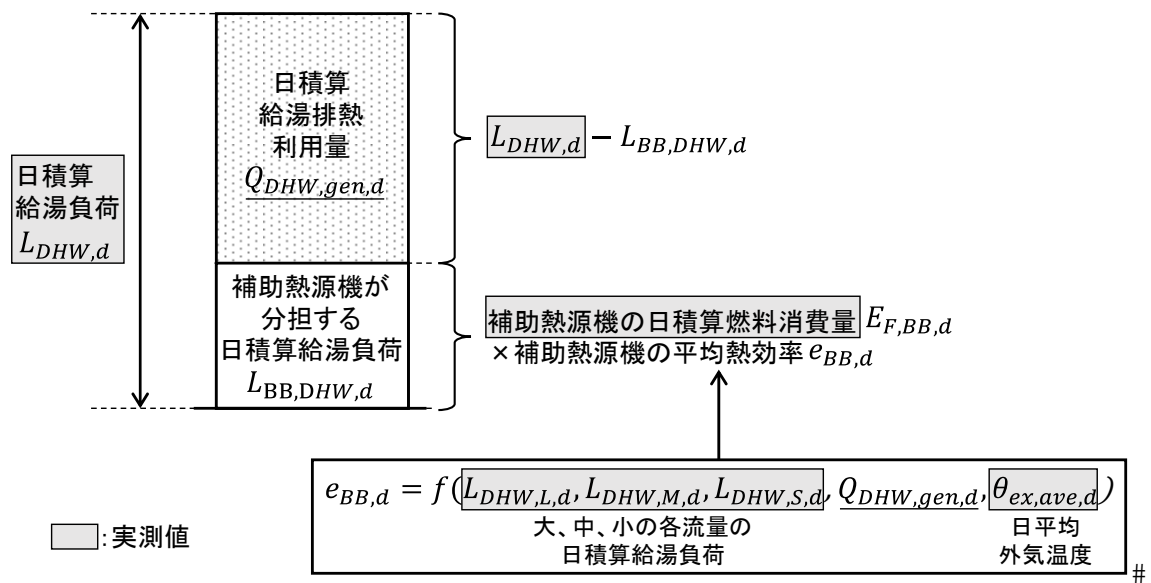 日積算
給湯負荷
L_{DHW,d}
日積算
給湯排熱
利用量
Q_{DHW,gen,d}
補助熱源機が
分担する
日積算給湯負荷
L_{BB,DHW,d}
L_{DHW,d} − L_{BB,DHW,d}
補助熱源機の日積算燃料消費量 E_{F,BB,d}
×補助熱源機の平均熱効率 e_{BB,d}
e_{BB,d} = f(L_{DHW,L,d}, L_{DHW,M,d}, L_{DHW,S,d}, Q_{DHW,gen,d}, θ_{ex,ave,d})
大、中、小の各流量の
日積算給湯負荷
日平均
外気温度
:実測値
#